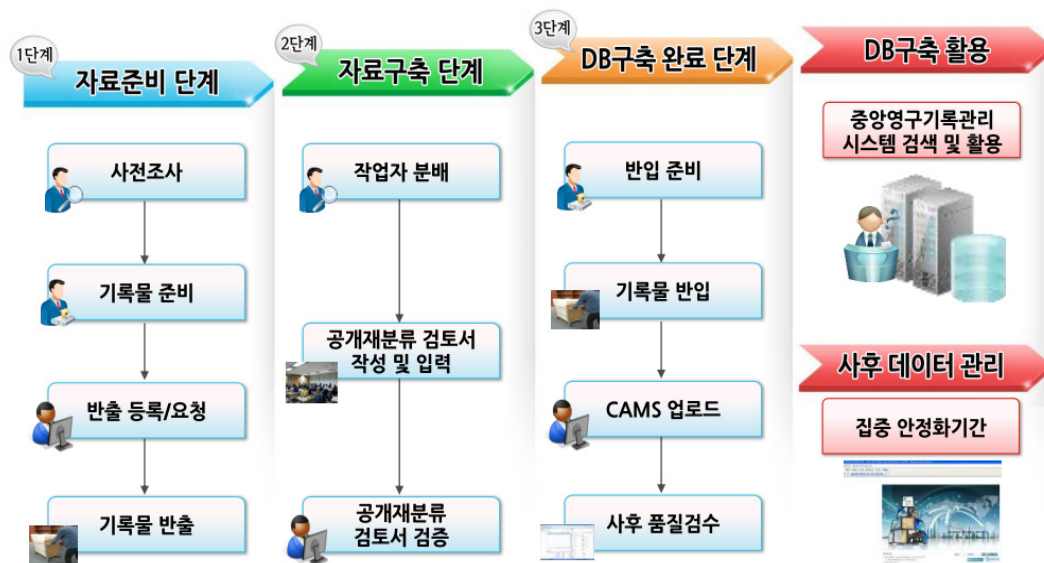 1단계
자료준비 단계
사전조사
기록물 준비
반출 등록/요청
기록물 반출
2단계
자료구축 단계
작업자 분배
공개재분류 검토서
작성 및 입력
공개재분류
검토서 검증
3단계
DB구축 완료 단계
반입 준비
기록물 반입
CAMS 업로드
사후 품질검수
DB구축 활용
중앙영구기록관리
시스템 검색 및 활용
사후 데이터 관리
집중 안정화기간